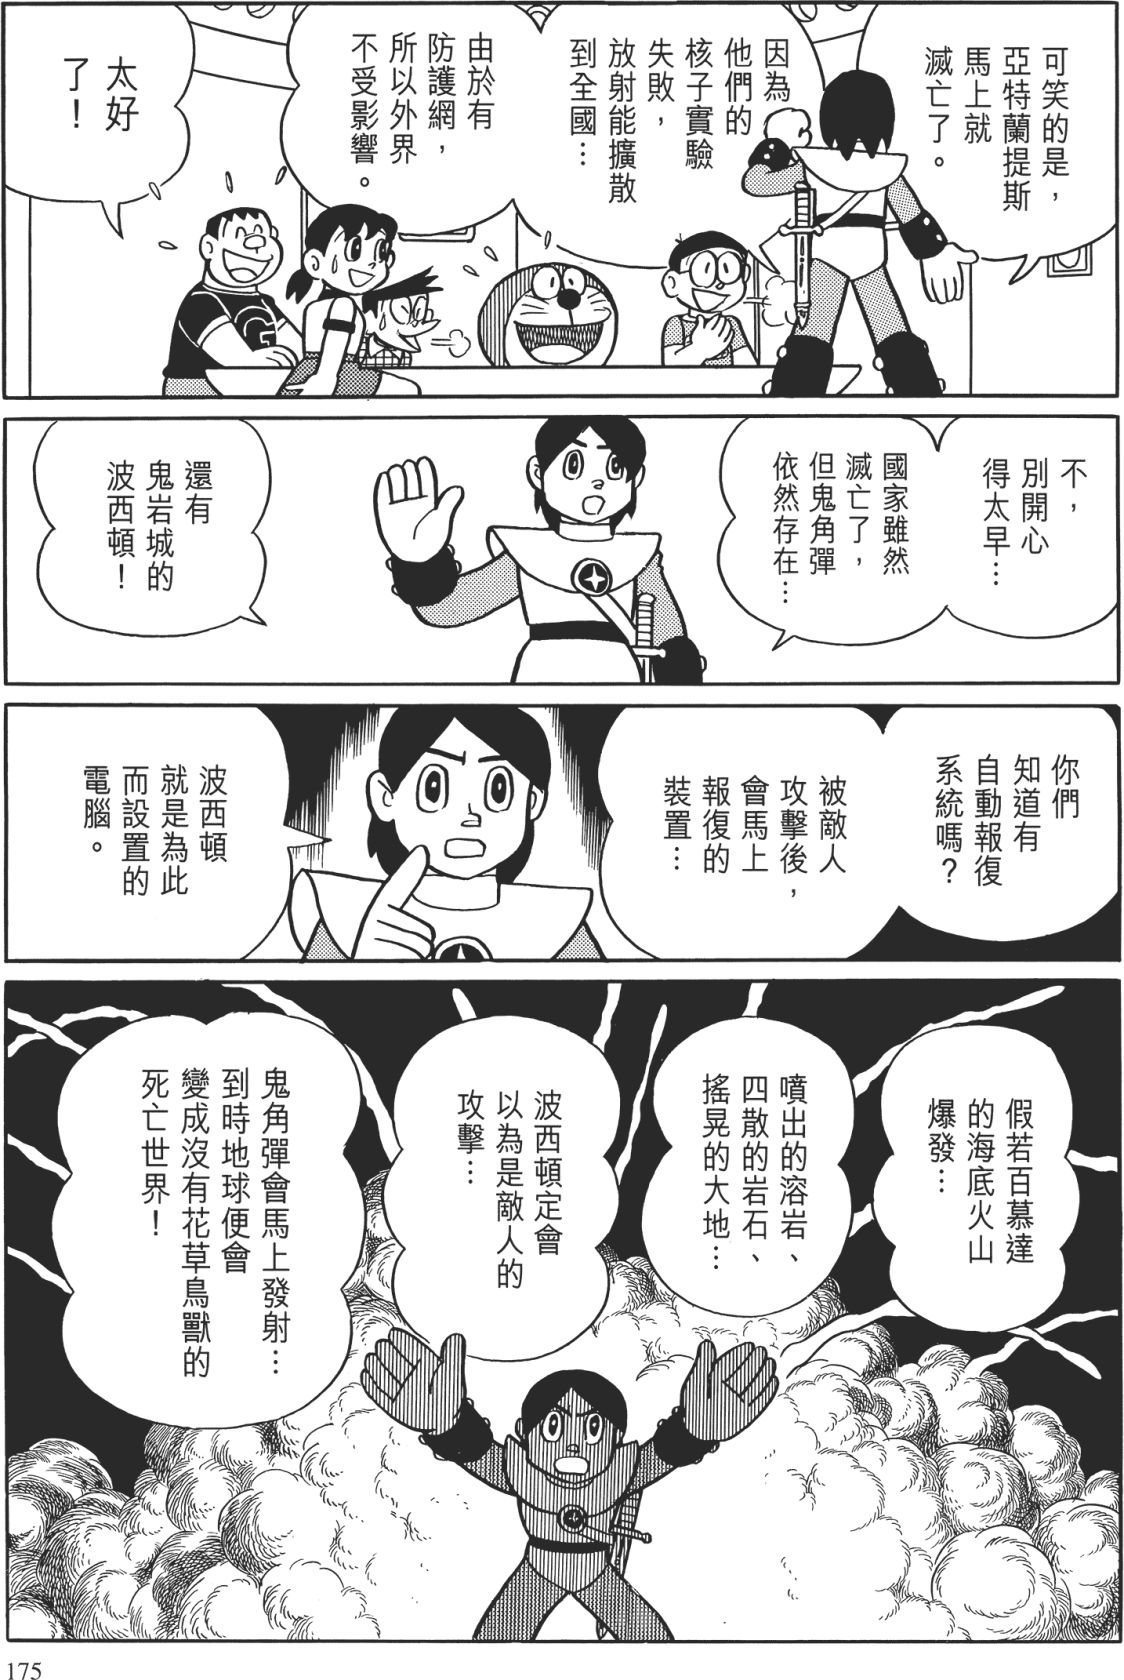 可笑的是，
亞特蘭提斯
馬上就
滅亡了。
因為
他們的
核子實驗
失敗，
放射能擴散
到全國…
由於有
防護網，
所以外界
不受影響。
太好
了！
不，
別開心
得太早…
國家雖然
滅亡了，
但鬼角彈
依然存在…
還有
鬼岩城的
波西頓！
你們
知道有
自動報復
系統嗎？
被敵人
攻擊後，
會馬上
報復的
裝置…
波西頓
就是為此
而設置的
電腦。
假若百慕達
的海底火山
爆發…
噴出的溶岩、
四散的岩石、
搖晃的大地…
波西頓定會
以為是敵人的
攻擊…
鬼角彈會馬上發射…
到時地球便會
變成沒有花草鳥獸的
死亡世界！
G
175